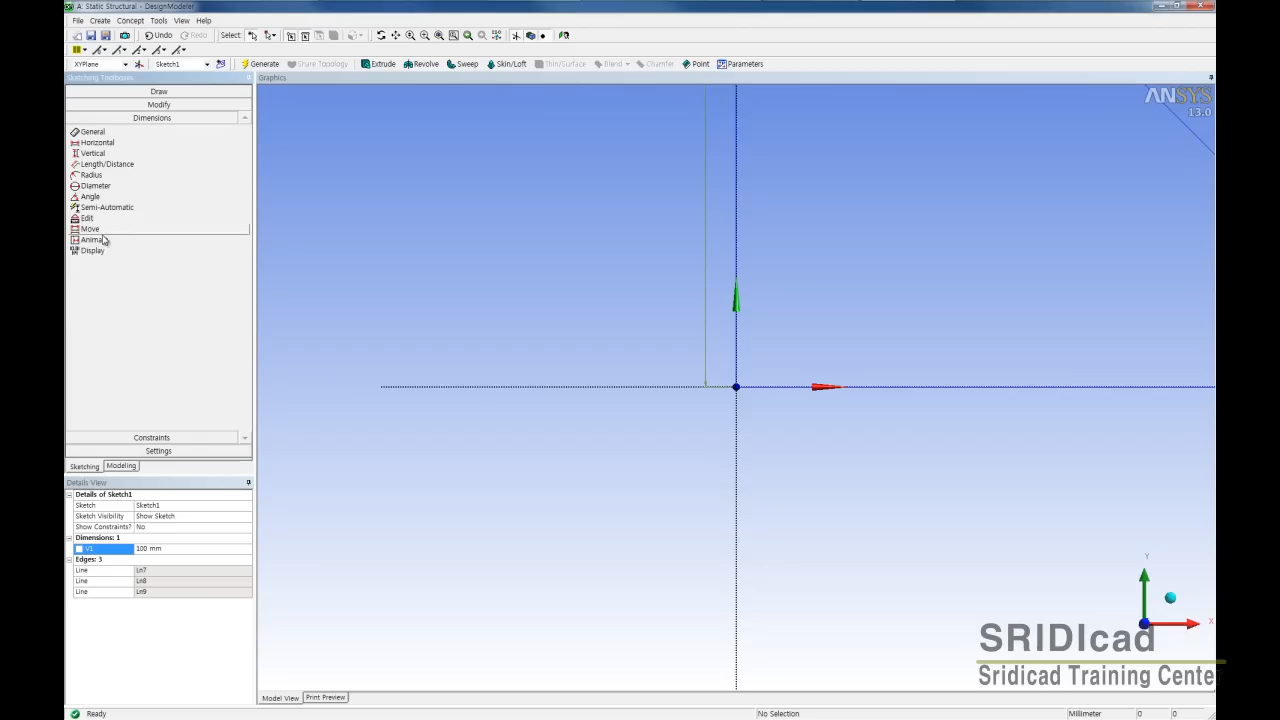 A: Static Structural - DesignModeler
File Create Concept Tools View Help
Undo Redo Select:
XYPlane Sketch1 Generate Share Topology Extrude Revolve Sweep Skin/Loft Thin/Surface Blend Chamfer Point Parameters
Sketching Toolboxes
Graphics
Draw
Modify
Dimensions
General
Horizontal
Vertical
Length/Distance
Radius
Diameter
Angle
Semi-Automatic
Edit
Move
Anima
Display
Constraints
Settings
Sketching Modeling
Details View
Details of Sketch1
Sketch Sketch1
Sketch Visibility Show Sketch
Show Constraints? No
Dimensions: 1
V1 100 mm
Edges: 3
Line Ln7
Line Ln8
Line Ln9
ANSYS
13.0
Y
X
SRIDIcad
Sridicad Training Center
Model View Print Preview
Ready No Selection Millimeter 0 0